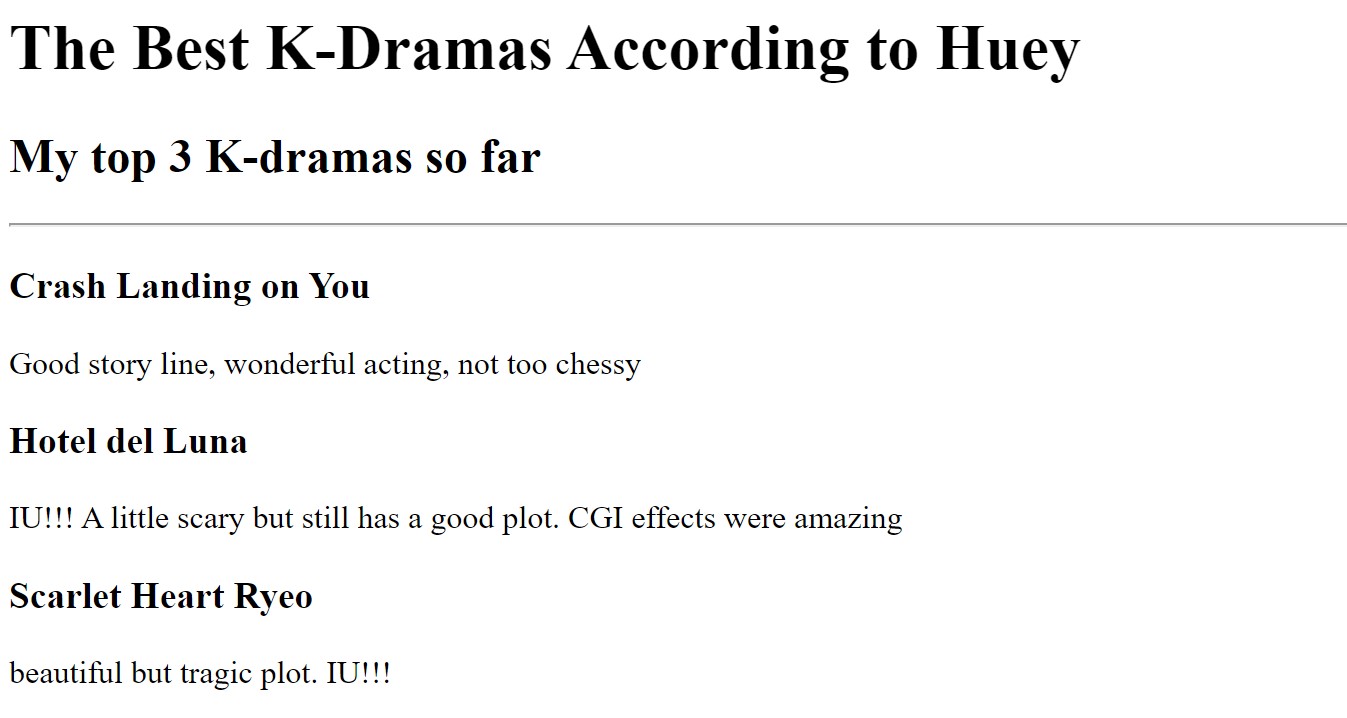 The Best K-Dramas According to Huey
My top 3 K-dramas so far
Crash Landing on You
Good story line, wonderful acting, not too chessy
Hotel del Luna
IU!!! A little scary but still has a good plot. CGI effects were amazing
Scarlet Heart Ryeo
beautiful but tragic plot. IU!!!